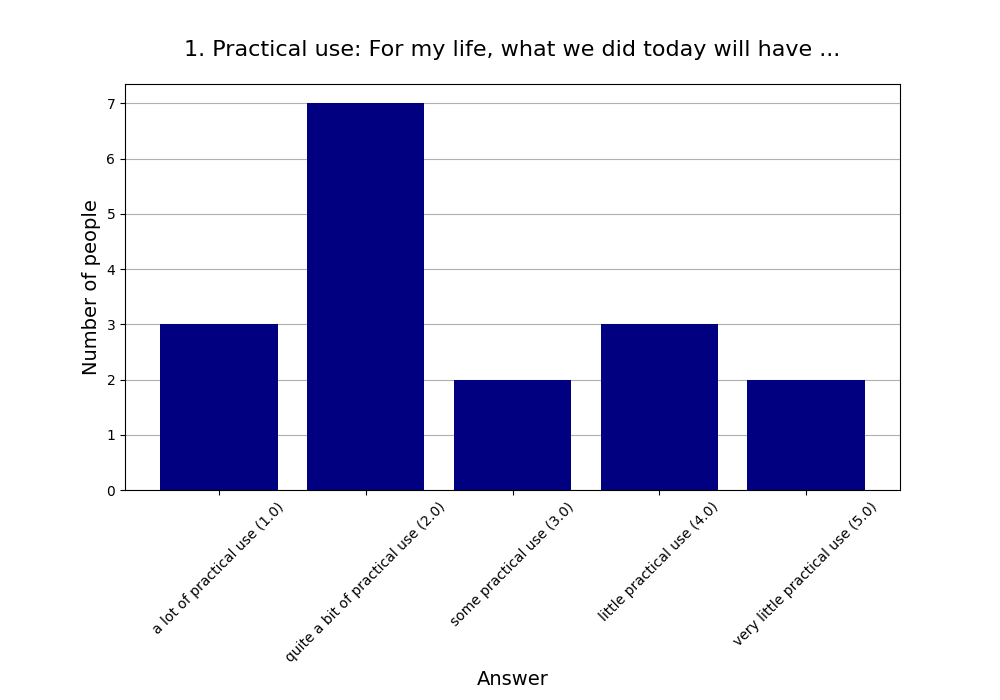 1. Practical use: For my life, what we did today will have ...
Number of people
7
6
5
4
3
2
1
0
a lot of practical use (1.0)
quite a bit of practical use (2.0)
some practical use (3.0)
little practical use (4.0)
very little practical use (5.0)
Answer